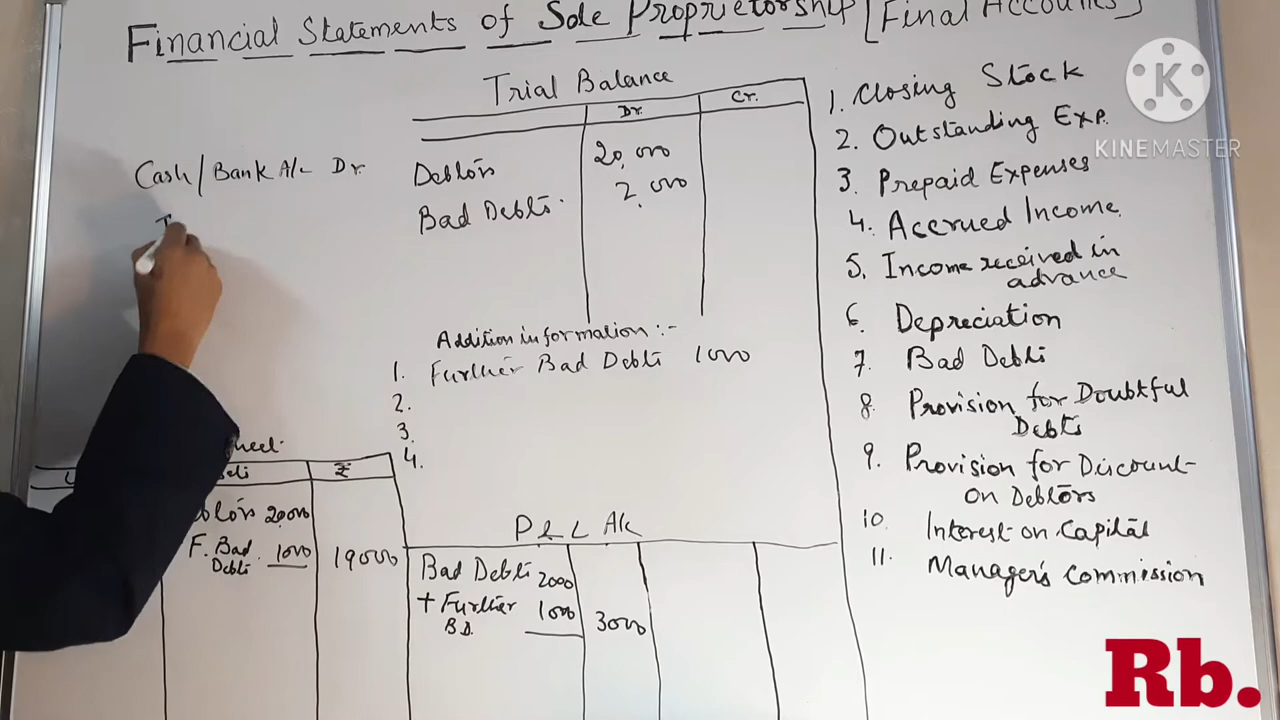 Financial Statements of Sole Proprietorship [Final Accounts]
Trial Balance
Dr. Cr.
Debtors 20,000
Bad Debts. 2,000
Cash/Bank A/c Dr.
T
Addition information :-
1. Further Bad Debts 1000
2.
3.
4.
heet.
₹
20,000
F. Bad Debts 1000 19000
P & L A/c
Bad Debts 2000
+ Further B.D. 1000 3000
1. Closing Stock
2. Outstanding Exp.
3. Prepaid Expenses
4. Accrued Income
5. Income received in
advance
6. Depreciation
7. Bad Debts
8. Provision for Doubtful
Debts
9. Provision for Discount
on Debtors
10. Interest on Capital
11. Manager's Commission
K
KINEMASTER
Rb.